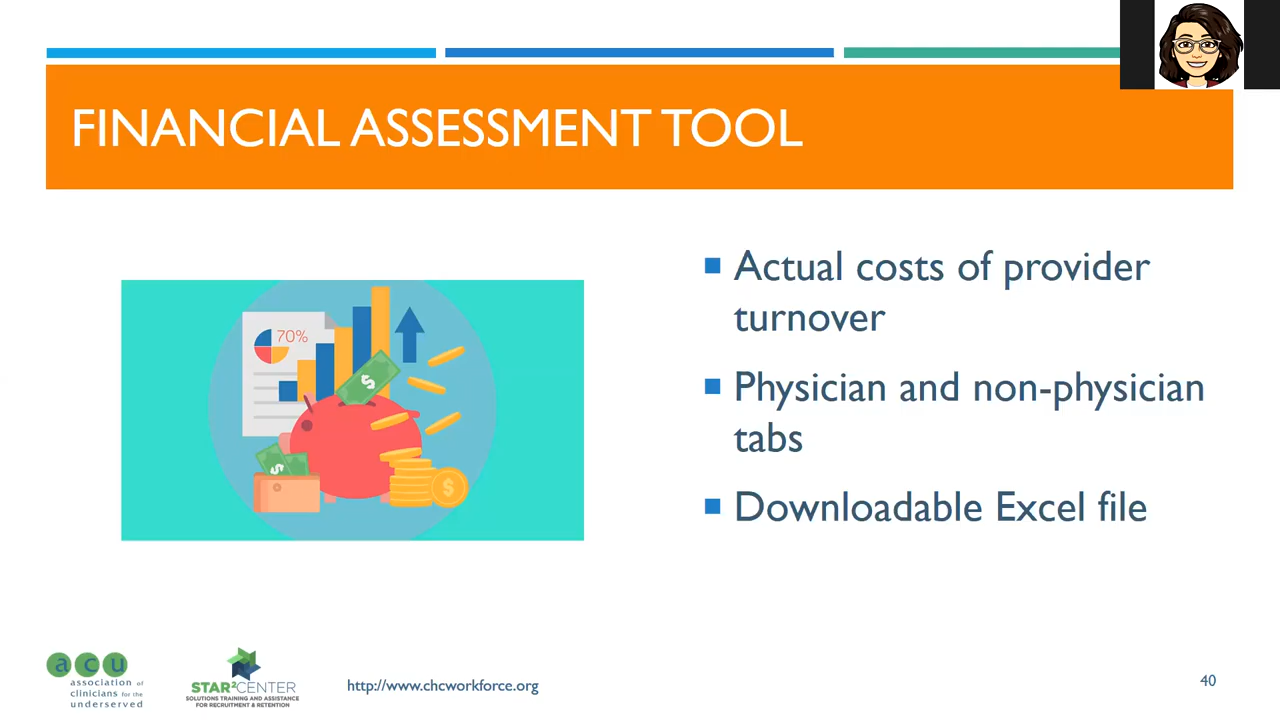 FINANCIAL ASSESSMENT TOOL
70%
$
$
$
Actual costs of provider
turnover
Physician and non-physician
tabs
Downloadable Excel file
acu
association of
clinicians for the
underserved
STAR²CENTER
SOLUTIONS TRAINING AND ASSISTANCE
FOR RECRUITMENT & RETENTION
http://www.chcworkforce.org
40